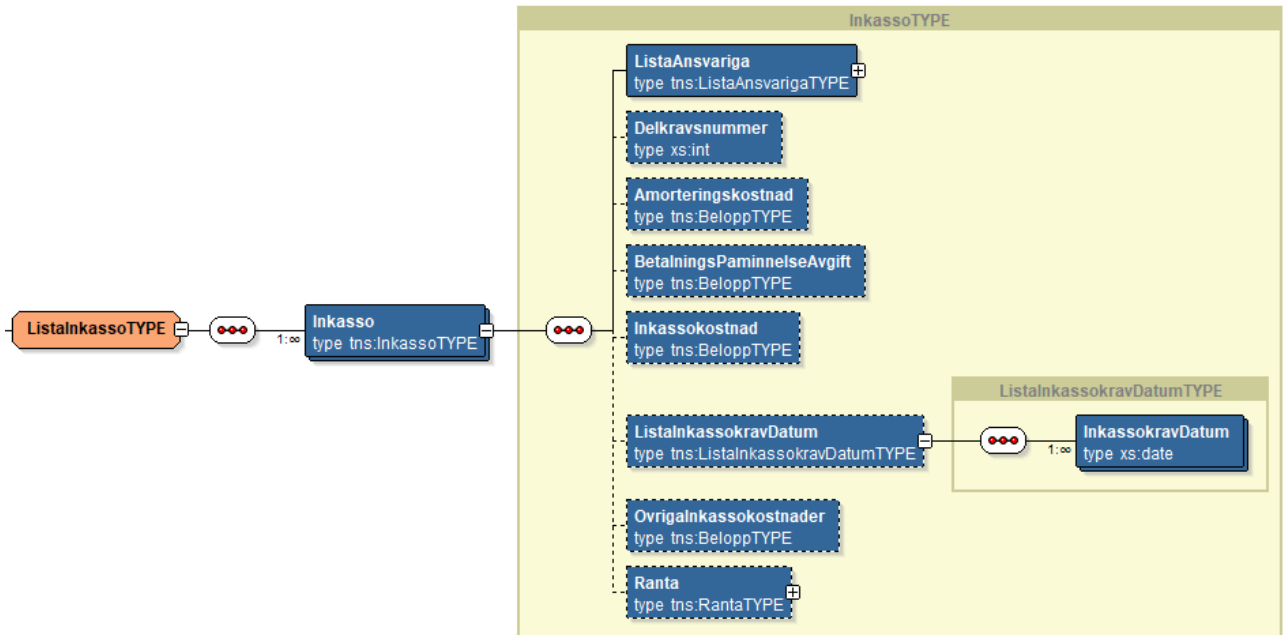 InkassoTYPE
ListaAnsvariga
type tns:ListaAnsvarigaTYPE
Delkravsnummer
type xs:int
Amorteringskostnad
type tns:BeloppTYPE
BetalningsPaminnelseAvgift
type tns:BeloppTYPE
ListaInkassoTYPE
1:∞
Inkasso
type tns:InkassoTYPE
Inkassokostnad
type tns:BeloppTYPE
ListaInkassokravDatum
type tns:ListaInkassokravDatumTYPE
ListaInkassokravDatumTYPE
1:∞
InkassokravDatum
type xs:date
OvrigaInkassokostnader
type tns:BeloppTYPE
Ranta
type tns:RantaTYPE